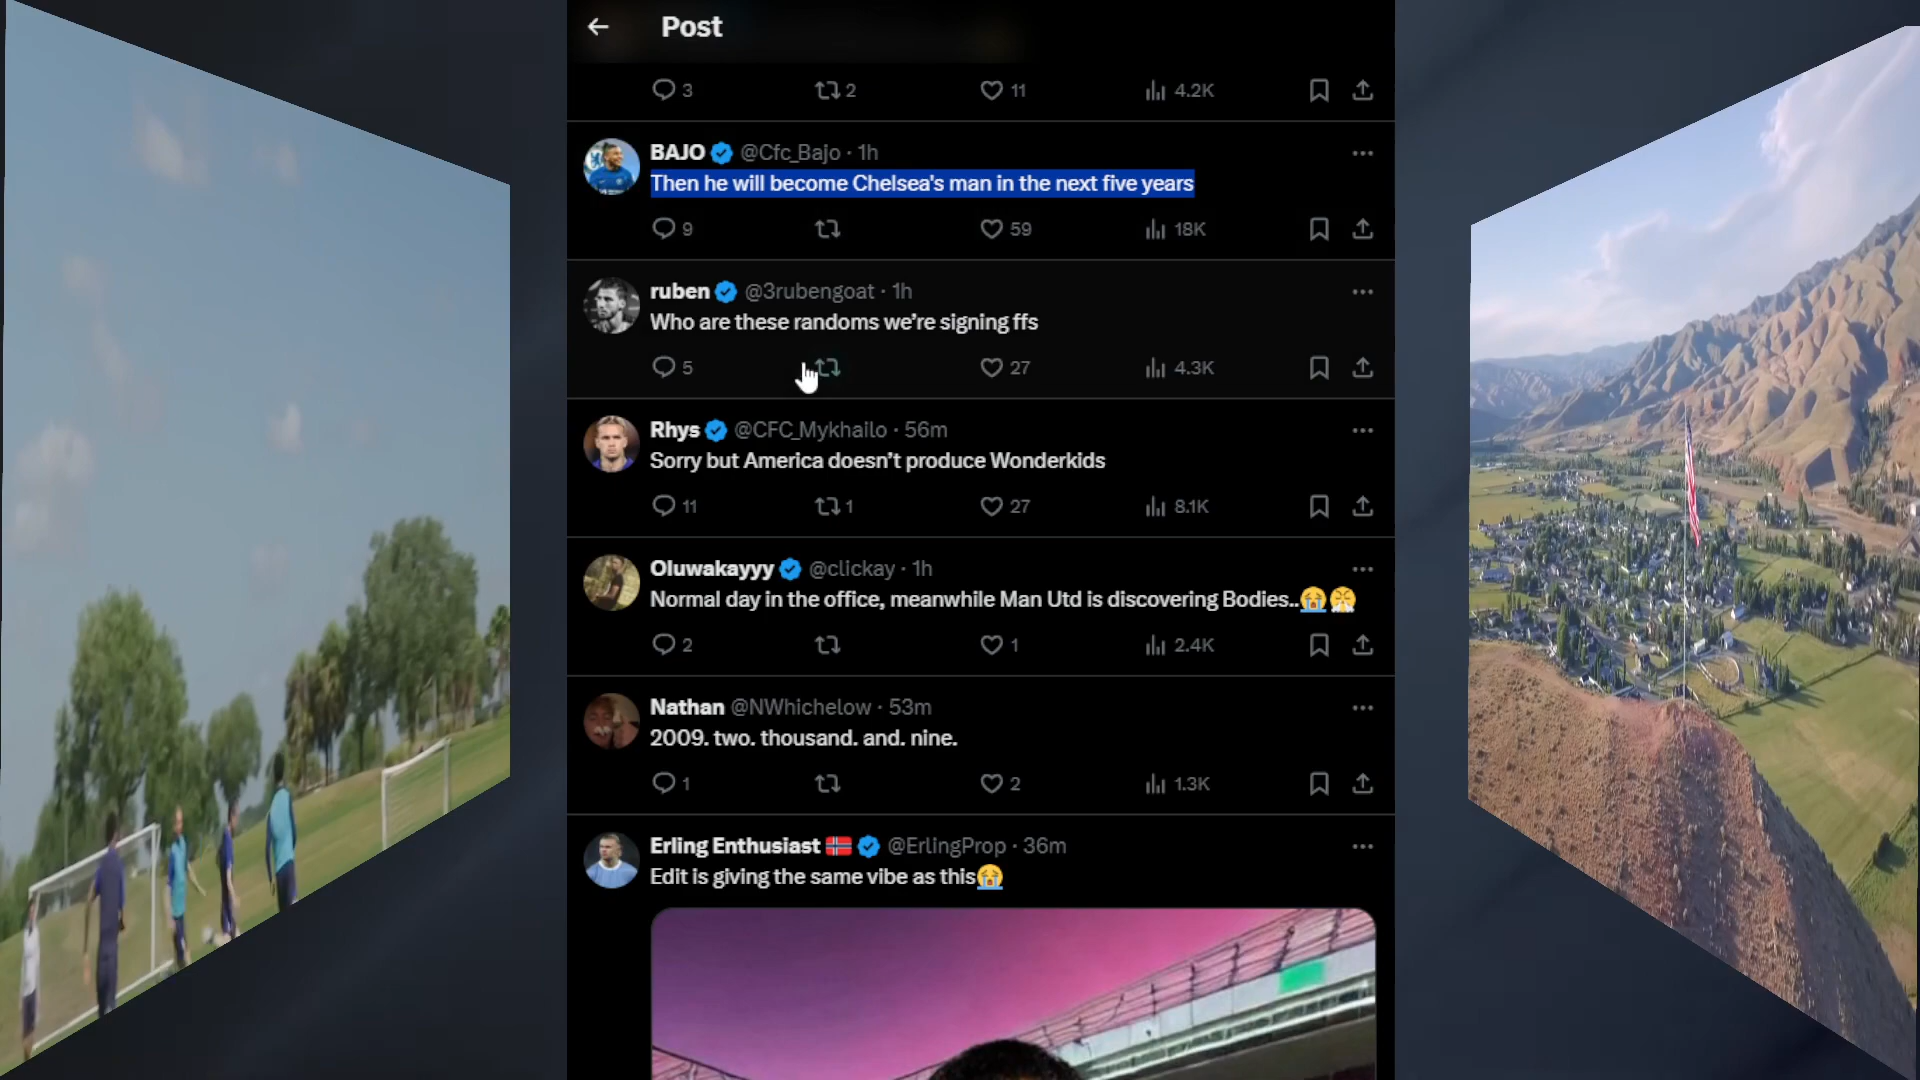 Post
3 2 11 4.2K
BAJO @Cfc_Bajo · 1h
Then he will become Chelsea's man in the next five years
9 59 18K
ruben @3rubengoat · 1h
Who are these randoms we're signing ffs
5 27 4.3K
Rhys @CFC_Mykhailo · 56m
Sorry but America doesn't produce Wonderkids
11 1 27 8.1K
Oluwakayyy @clickay · 1h
Normal day in the office, meanwhile Man Utd is discovering Bodies..😭😤
2 1 2.4K
Nathan @NWhichelow · 53m
2009. two. thousand. and. nine.
1 2 1.3K
Erling Enthusiast 🇳🇴 @ErlingProp · 36m
Edit is giving the same vibe as this😭